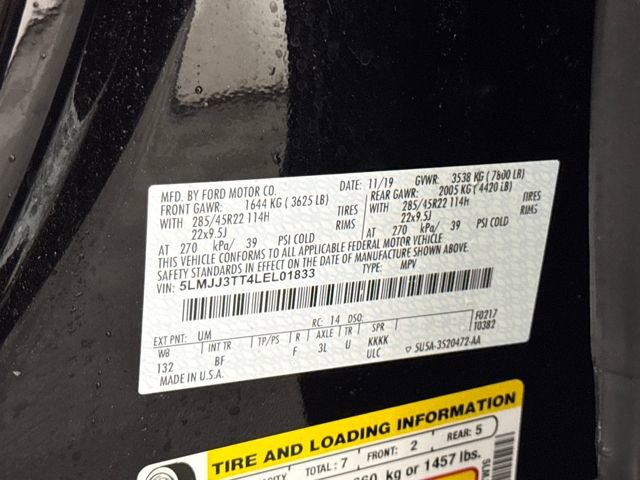 MFD. BY FORD MOTOR CO. DATE: 11/19 GVWR: 3538 KG ( 7800 LB)
FRONT GAWR: 1644 KG ( 3625 LB) REAR GAWR: 2005 KG ( 4420 LB)
WITH 285/45R22 114H TIRES WITH 285/45R22 114H TIRES
22x9.5J RIMS 22x9.5J RIMS
AT 270 kPa/ 39 PSI COLD AT 270 kPa/ 39 PSI COLD
THIS VEHICLE CONFORMS TO ALL APPLICABLE FEDERAL MOTOR VEHICLE
SAFETY STANDARDS IN EFFECT ON THE DATE OF MANUFACTURE SHOWN ABOVE.
VIN: 5LMJJ3TT4LEL01833 TYPE: MPV
EXT PNT: UM RC: 14 DSO: F0217
T0382
WB INT TR TP/PS R AXLE TR SPR
132 BF F 3L U KKKK
ULC
MADE IN U.S.A. ▽ SU5A-3520472-AA
TIRE AND LOADING INFORMATION
TOTAL: 7 FRONT: 2 REAR: 5
kg or 1457 lbs.